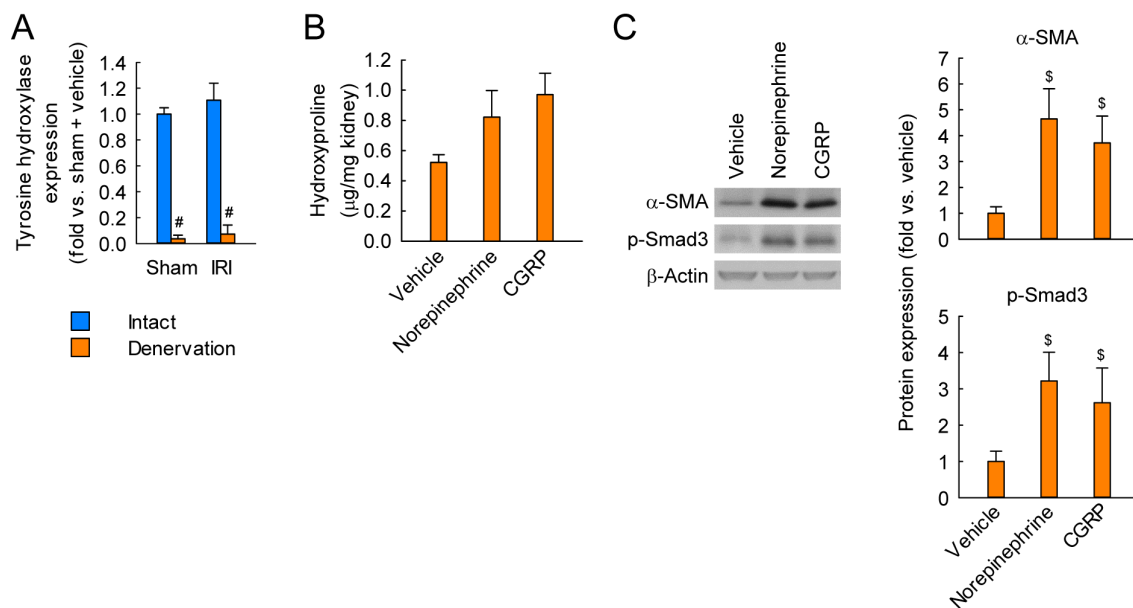 A
Tyrosine hydroxylase
expression
(fold vs. sham + vehicle)
1.4
1.2
1.0
0.8
0.6
0.4
0.2
0.0
#
#
Sham
IRI
Intact
Denervation
B
Hydroxyproline
(μg/mg kidney)
1.2
1.0
0.8
0.6
0.4
0.2
0.0
Vehicle
Norepinephrine
CGRP
C
Vehicle
Norepinephrine
CGRP
α-SMA
p-Smad3
β-Actin
Protein expression (fold vs. vehicle)
α-SMA
7
6
5
4
3
2
1
0
$
$
p-Smad3
5
4
3
2
1
0
$
$
Vehicle
Norepinephrine
CGRP